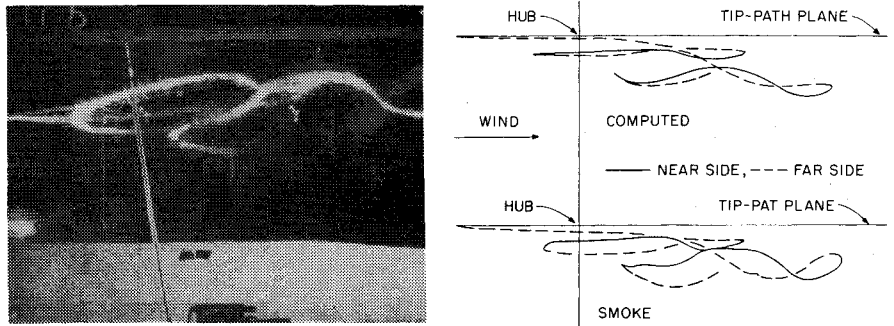 HUB
TIP-PATH PLANE
WIND
COMPUTED
NEAR SIDE, FAR SIDE
HUB
TIP-PAT PLANE
SMOKE